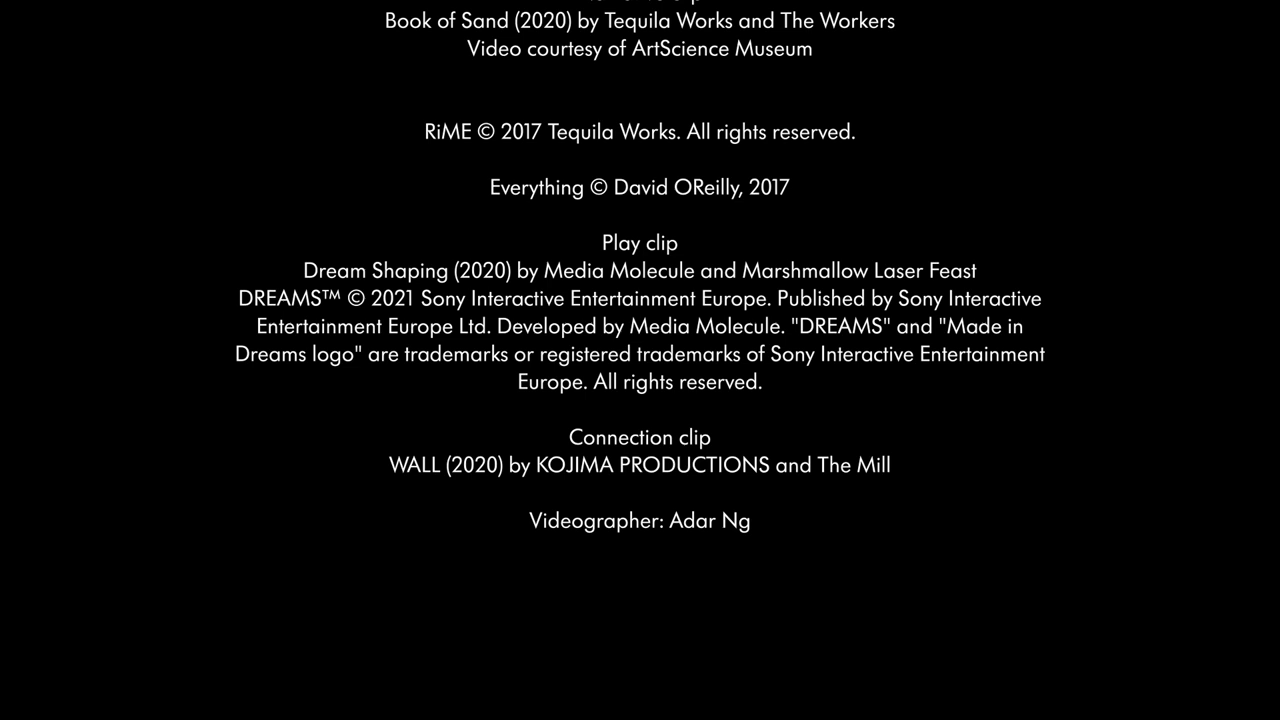 Book of Sand (2020) by Tequila Works and The Workers
Video courtesy of ArtScience Museum
RiME © 2017 Tequila Works. All rights reserved.
Everything © David OReilly, 2017
Play clip
Dream Shaping (2020) by Media Molecule and Marshmallow Laser Feast
DREAMS™ © 2021 Sony Interactive Entertainment Europe. Published by Sony Interactive
Entertainment Europe Ltd. Developed by Media Molecule. "DREAMS" and "Made in
Dreams logo" are trademarks or registered trademarks of Sony Interactive Entertainment
Europe. All rights reserved.
Connection clip
WALL (2020) by KOJIMA PRODUCTIONS and The Mill
Videographer: Adar Ng